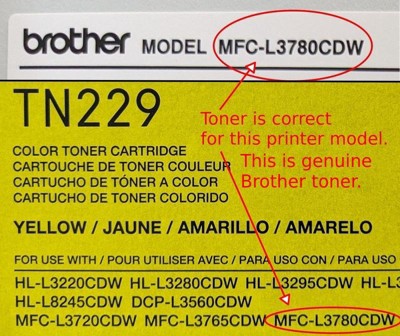 brother MODEL MFC-L3780CDW
TN229
Toner is correct
for this printer model.
This is genuine
Brother toner.
COLOR TONER CARTRIDGE
CARTOUCHE DE TONER COULEUR
CARTUCHO DE TÓNER A COLOR
CARTUCHO DE TONER COLORIDO
YELLOW / JAUNE / AMARILLO / AMARELO
FOR USE WITH / POUR UTILISER AVEC / PARA USO CON / PARA USO
HL-L3220CDW HL-L3280CDW HL-L3295CDW HL-L3
HL-L8245CDW DCP-L3560CDW
MFC-L3720CDW MFC-L3765CDW MFC-L3780CDW